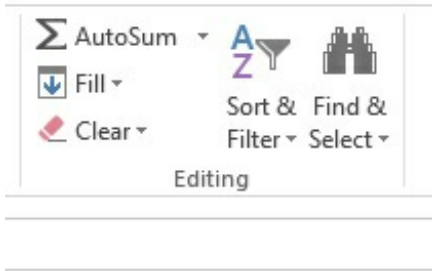 Σ AutoSum
Fill
Clear
A
Z
Sort &
Filter
Find &
Select
Editing